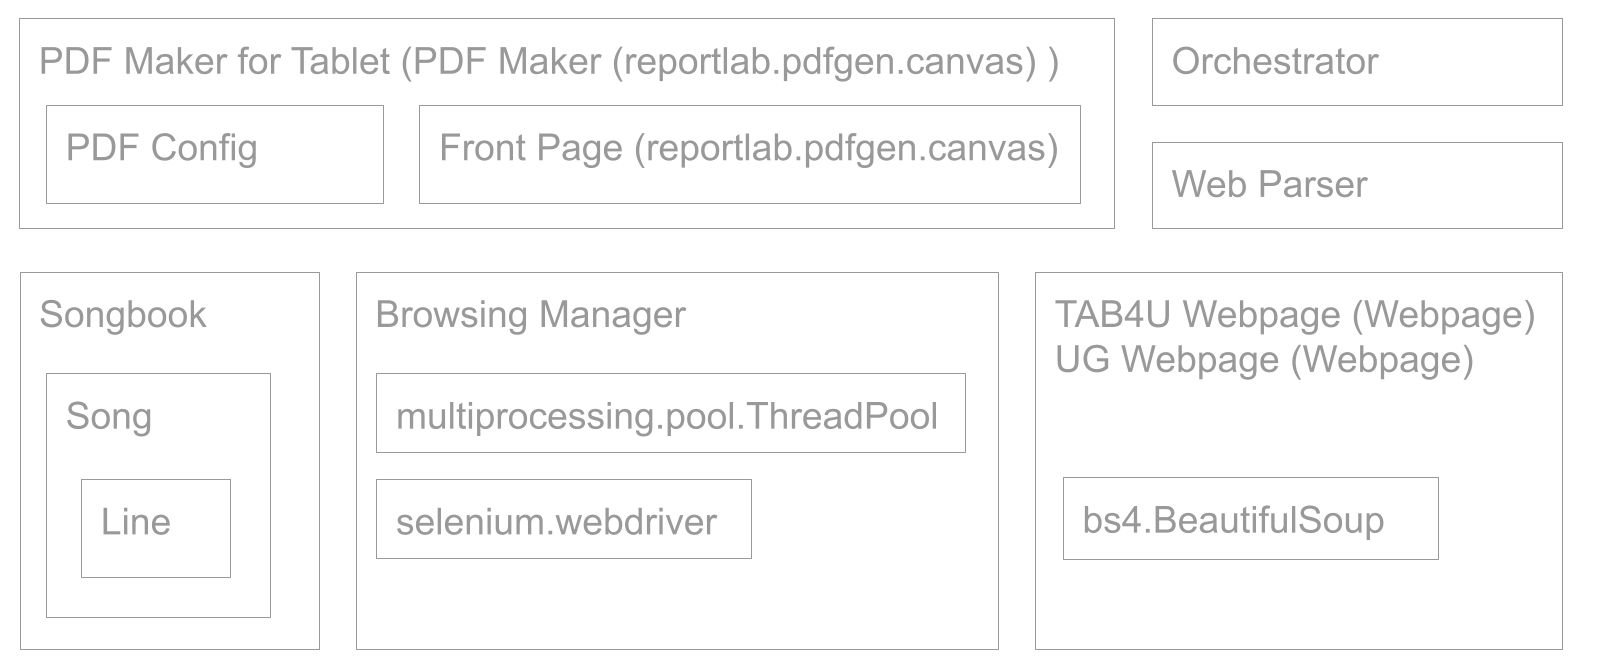 PDF Maker for Tablet (PDF Maker (reportlab.pdfgen.canvas) )
PDF Config
Front Page (reportlab.pdfgen.canvas)
Orchestrator
Web Parser
Songbook
Song
Line
Browsing Manager
multiprocessing.pool.ThreadPool
selenium.webdriver
TAB4U Webpage (Webpage)
UG Webpage (Webpage)
bs4.BeautifulSoup